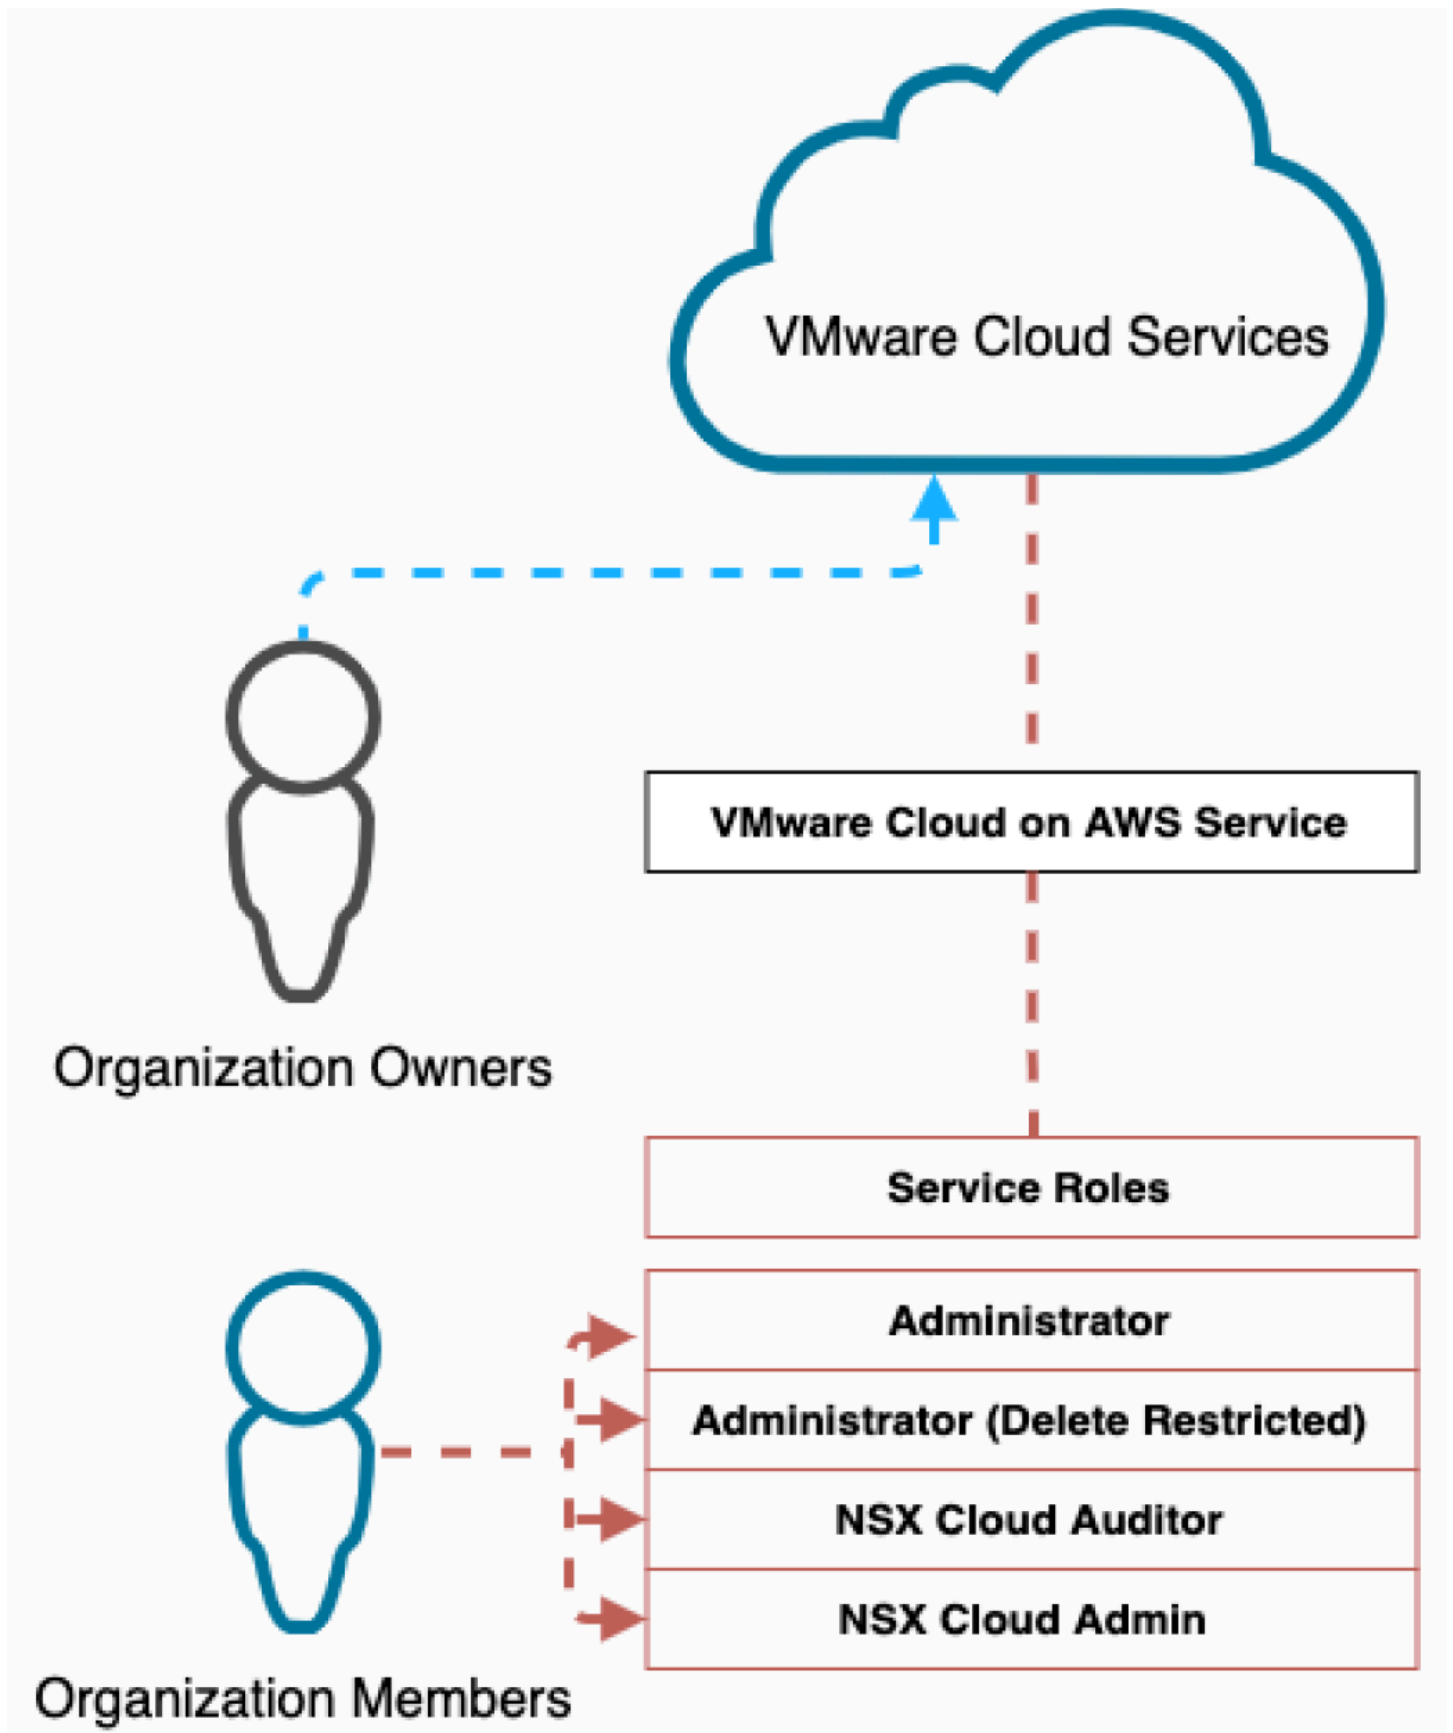 VMware Cloud Services
VMware Cloud on AWS Service
Organization Owners
Service Roles
Administrator
Administrator (Delete Restricted)
NSX Cloud Auditor
NSX Cloud Admin
Organization Members